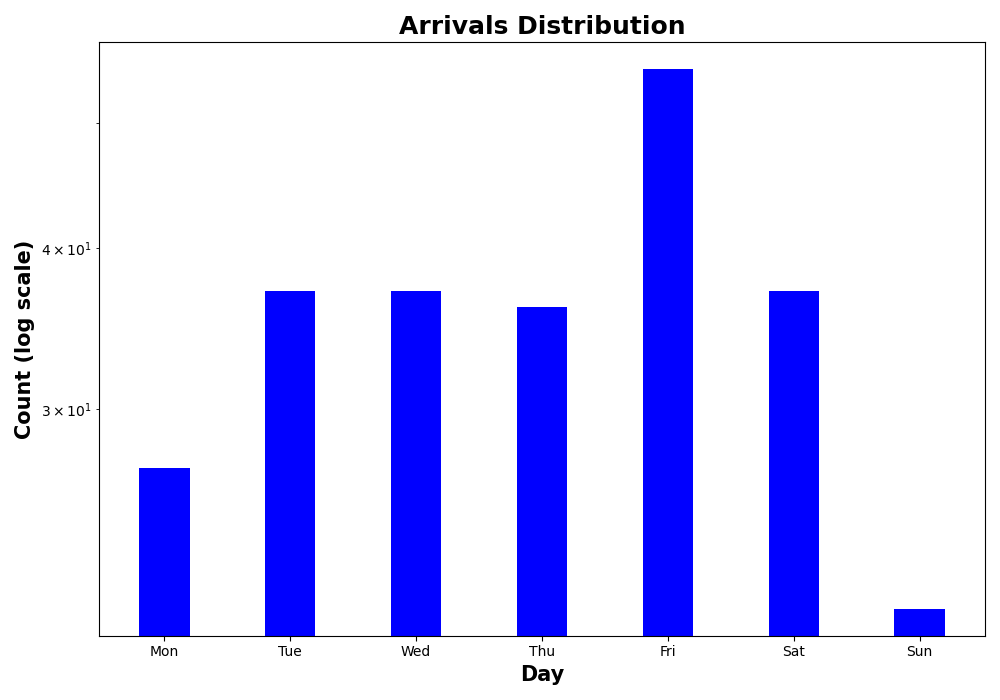 Arrivals Distribution
Count (log scale)
4 × 10¹
3 × 10¹
Mon Tue Wed Thu Fri Sat Sun
Day